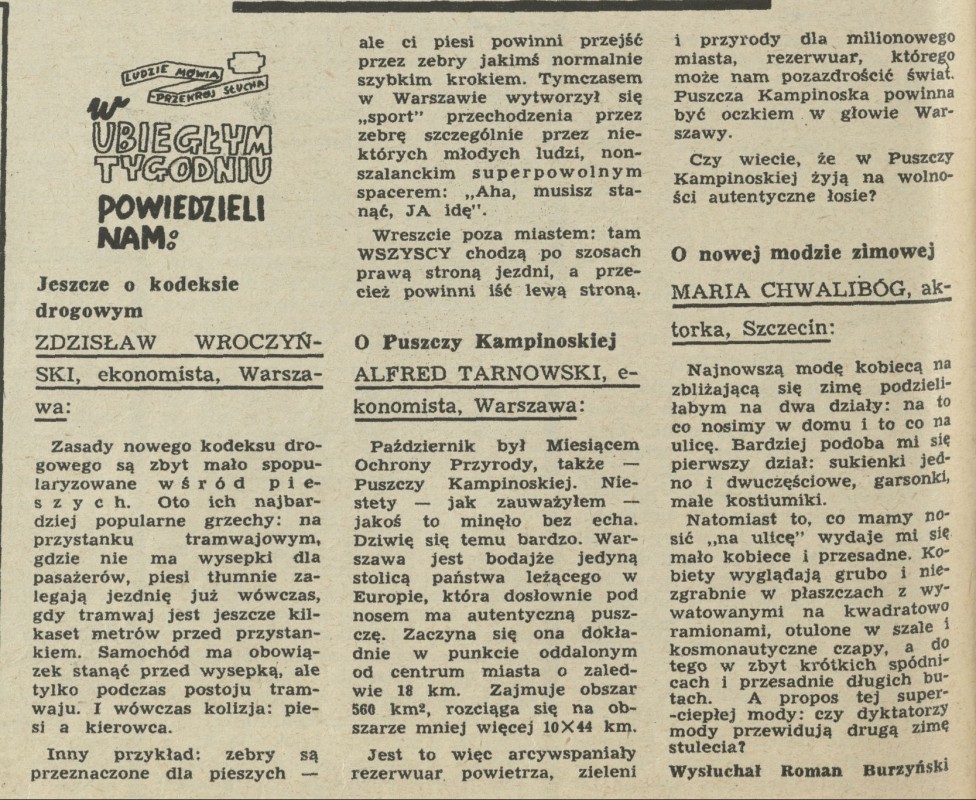 LUDZIE MÓWIĄ
-PRZEKRÓJ SŁUCHA
W
UBIEGŁYM
TYGODNIU
POWIEDZIELI
NAM:
Jeszcze o kodeksie
drogowym
ZDZISŁAW WROCZYŃ-
SKI, ekonomista, Warsza-
wa:
Zasady nowego kodeksu dro-
gowego są zbyt mało spopu-
laryzowane wśród pie-
szych. Oto ich najbar-
dziej popularne grzechy: na
przystanku tramwajowym,
gdzie nie ma wysepki dla
pasażerów, piesi tłumnie za-
legają jezdnię już wówczas,
gdy tramwaj jest jeszcze kil-
kaset metrów przed przystan-
kiem. Samochód ma obowią-
zek stanąć przed wysepką, ale
tylko podczas postoju tram-
waju. I wówczas kolizja: pie-
si a kierowca.
Inny przykład: zebry są
przeznaczone dla pieszych —
ale ci piesi powinni przejść
przez zebry jakimś normalnie
szybkim krokiem. Tymczasem
w Warszawie wytworzył się
„sport” przechodzenia przez
zebrę szczególnie przez nie-
których młodych ludzi, non-
szalanckim superpowolnym
spacerem: „Aha, musisz sta-
nąć, JA idę”.
Wreszcie poza miastem: tam
WSZYSCY chodzą po szosach
prawą stroną jezdni, a prze-
cież powinni iść lewą stroną.
O Puszczy Kampinoskiej
ALFRED TARNOWSKI, e-
konomista, Warszawa:
Październik był Miesiącem
Ochrony Przyrody, także —
Puszczy Kampinoskiej. Nie-
stety — jak zauważyłem —
jakoś to minęło bez echa.
Dziwię się temu bardzo. War-
szawa jest bodajże jedyną
stolicą państwa leżącego w
Europie, która dosłownie pod
nosem ma autentyczną pusz-
czę. Zaczyna się ona dokła-
dnie w punkcie oddalonym
od centrum miasta o zaled-
wie 18 km. Zajmuje obszar
560 km², rozciąga się na ob-
szarze mniej więcej 10×44 km.
Jest to więc arcywspaniały
rezerwuar powietrza, zieleni
i przyrody dla milionowego
miasta, rezerwuar, którego
może nam pozazdrościć świat.
Puszcza Kampinoska powinna
być oczkiem w głowie War-
szawy.
Czy wiecie, że w Puszczy
Kampinoskiej żyją na wolno-
ści autentyczne łosie?
O nowej modzie zimowej
MARIA CHWALIBÓG, ak-
torka, Szczecin:
Najnowszą modę kobiecą na
zbliżającą się zimę podzieli-
łabym na dwa działy: na to
co nosimy w domu i to co na
ulicę. Bardziej podoba mi się
pierwszy dział: sukienki jed-
no i dwuczęściowe, garsonki,
małe kostiumiki.
Natomiast to, co mamy no-
sić „na ulicę” wydaje mi się
mało kobiece i przesadne. Ko-
biety wyglądają grubo i nie-
zgrabnie w płaszczach z wy-
watowanymi na kwadratowo
ramionami, otulone w szale i
kosmonautyczne czapy, a do
tego w zbyt krótkich spódni-
cach i przesadnie długich bu-
tach. A propos tej super-
-ciepłej mody: czy dyktatorzy
mody przewidują drugą zimę
stulecia?
Wysłuchał Roman Burzyński